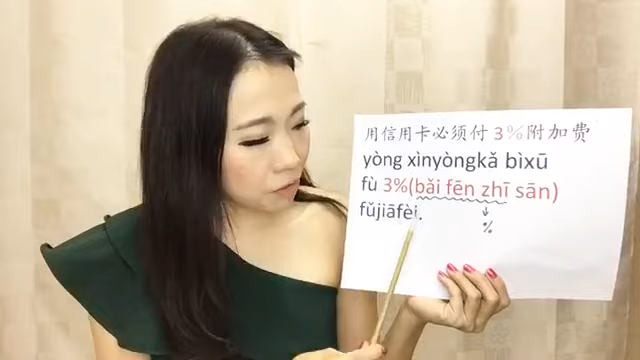 用信用卡必须付 3%附加费
yòng xìnyòngkǎ bìxū
fù 3%(bǎi fēn zhī sān)
fǔjiāfèi.
%